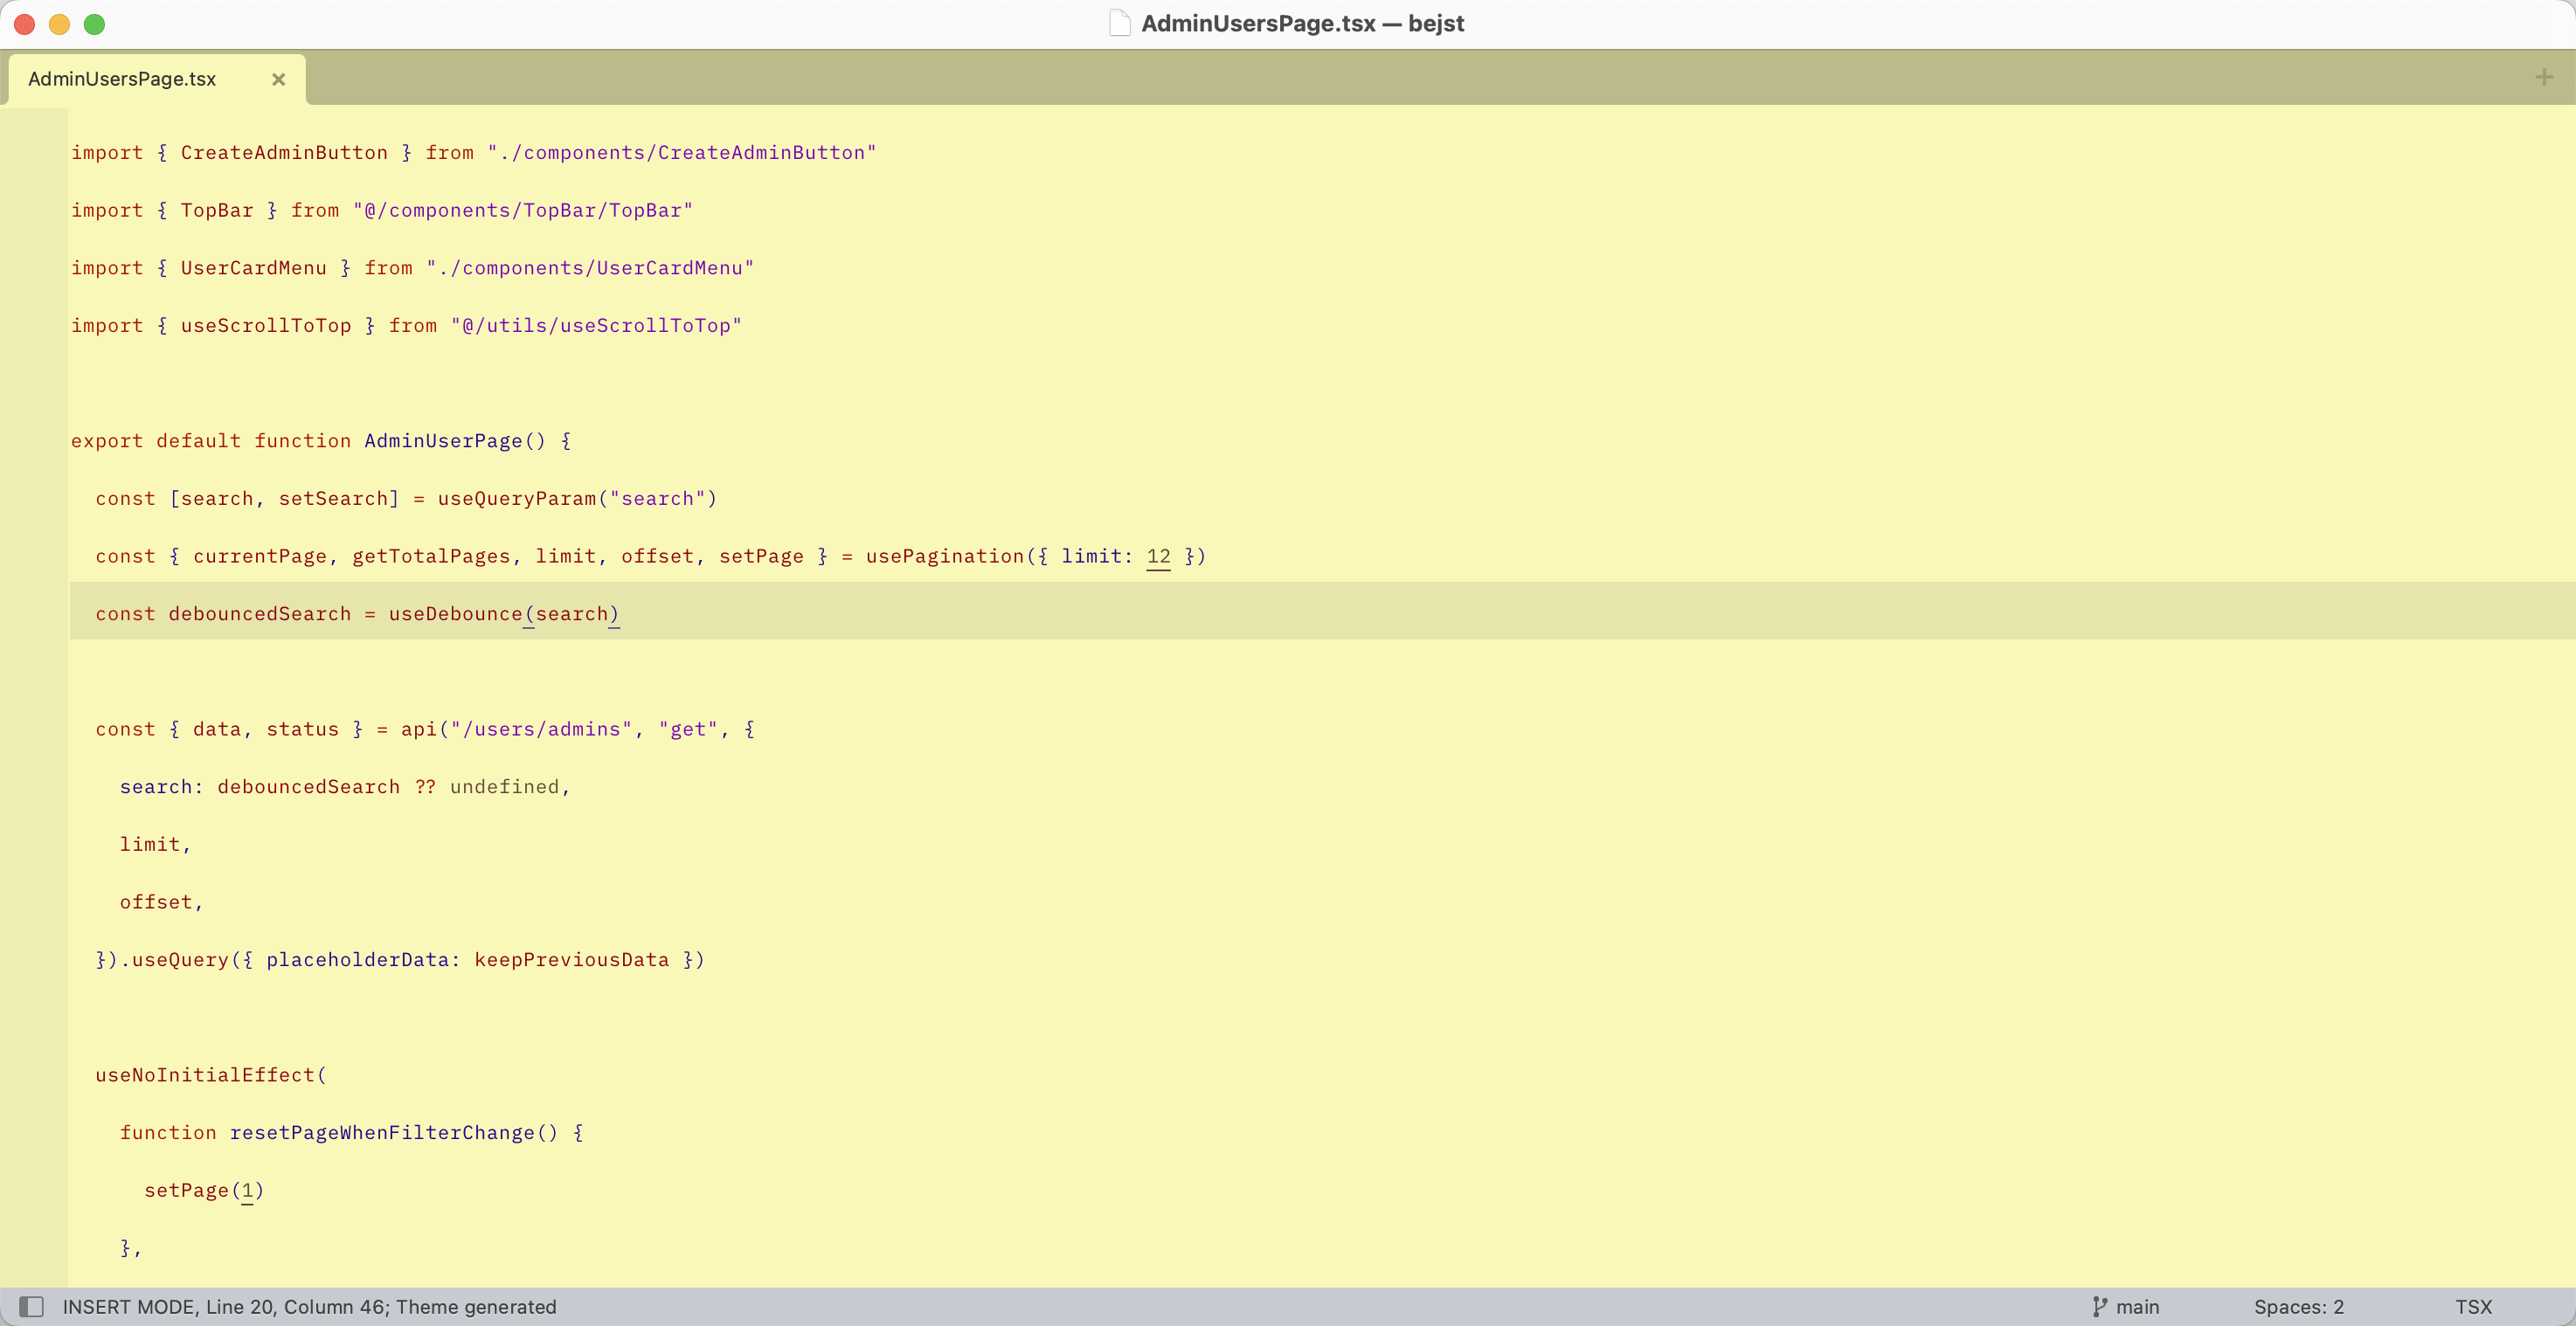 AdminUsersPage.tsx — bejst
AdminUsersPage.tsx
import { CreateAdminButton } from "./components/CreateAdminButton"
import { TopBar } from "@/components/TopBar/TopBar"
import { UserCardMenu } from "./components/UserCardMenu"
import { useScrollToTop } from "@/utils/useScrollToTop"
export default function AdminUserPage() {
const [search, setSearch] = useQueryParam("search")
const { currentPage, getTotalPages, limit, offset, setPage } = usePagination({ limit: 12 })
const debouncedSearch = useDebounce(search)
const { data, status } = api("/users/admins", "get", {
search: debouncedSearch ?? undefined,
limit,
offset,
}).useQuery({ placeholderData: keepPreviousData })
useNoInitialEffect(
function resetPageWhenFilterChange() {
setPage(1)
},
INSERT MODE, Line 20, Column 46; Theme generated
main
Spaces: 2
TSX